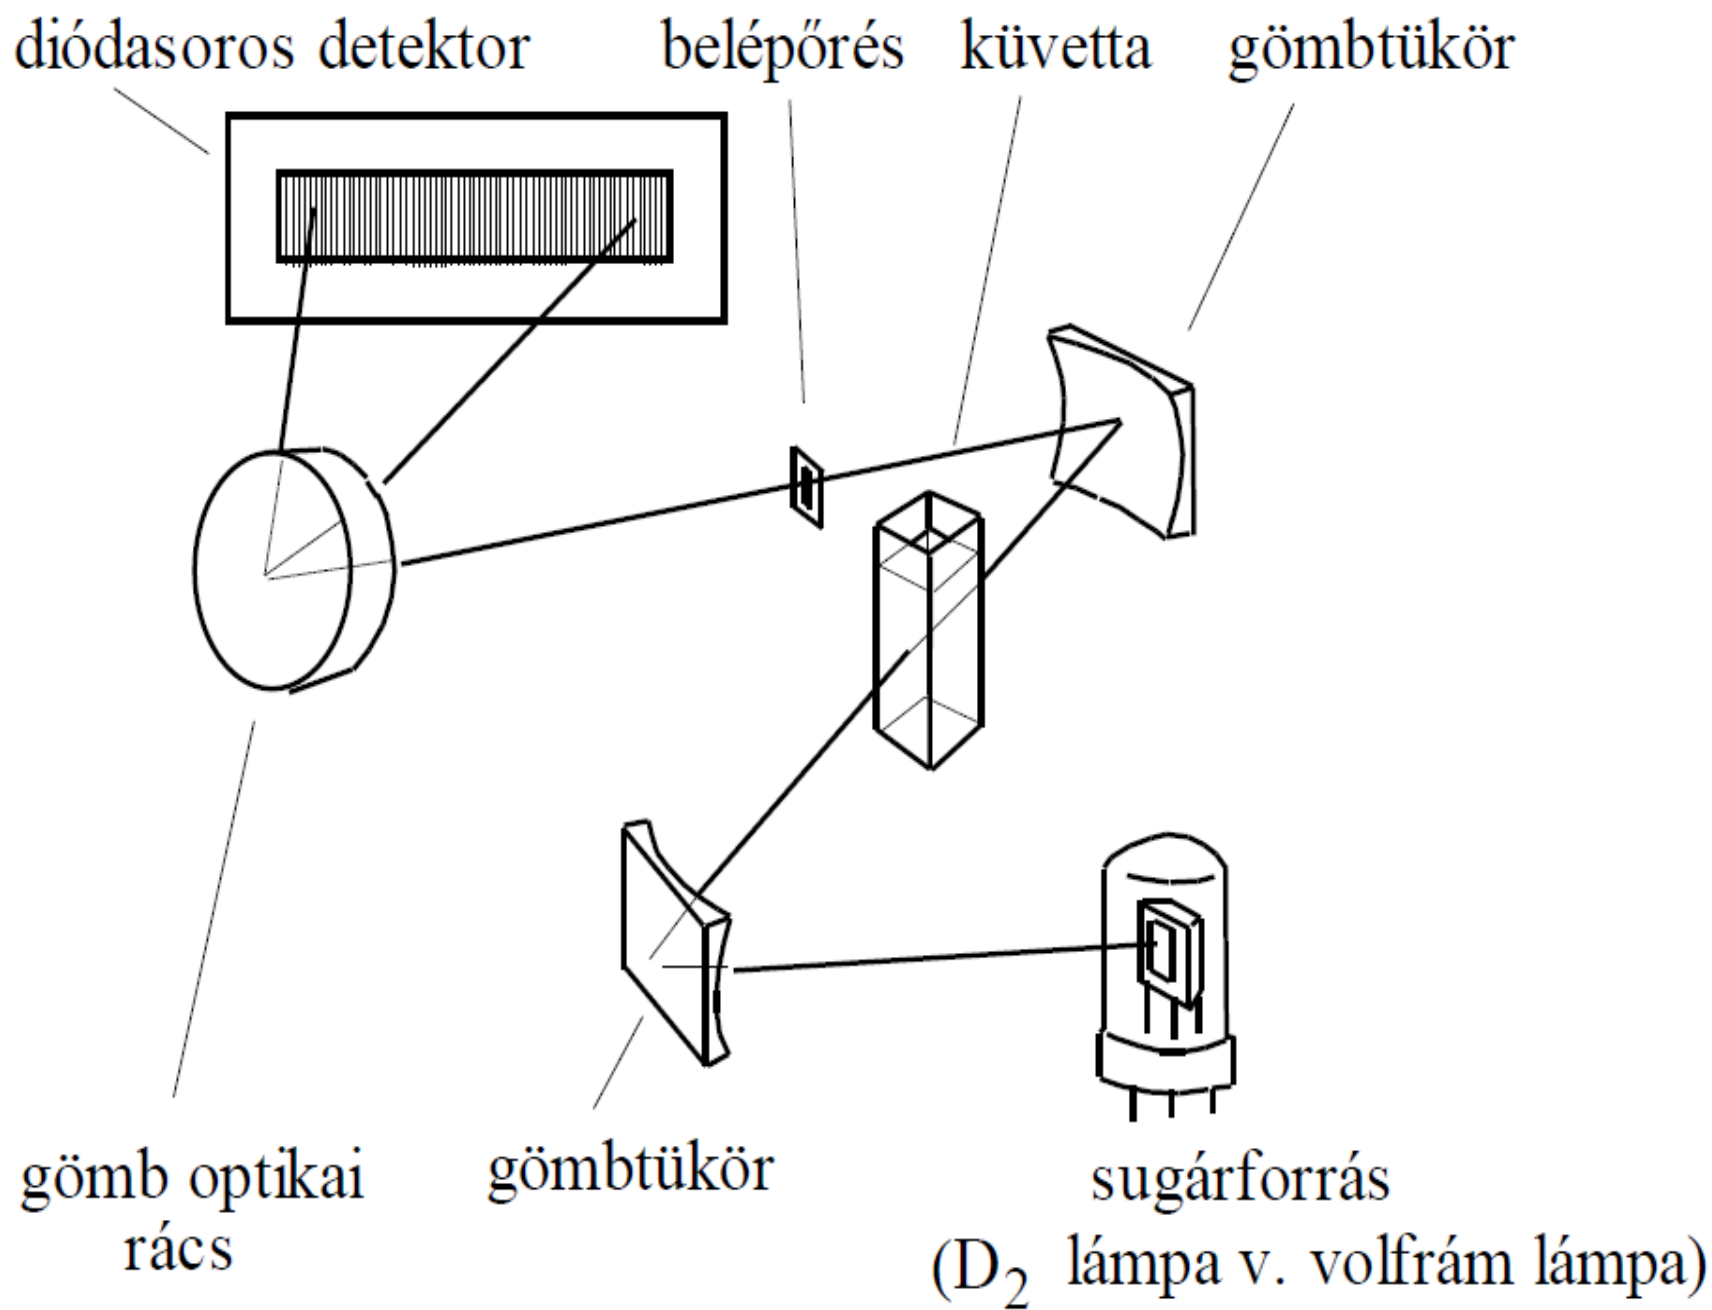 diódasoros detektor
belépőrés
küvetta
gömbtükör
gömb optikai
rács
gömbtükör
sugárforrás
(D₂ lámpa v. volfrám lámpa)